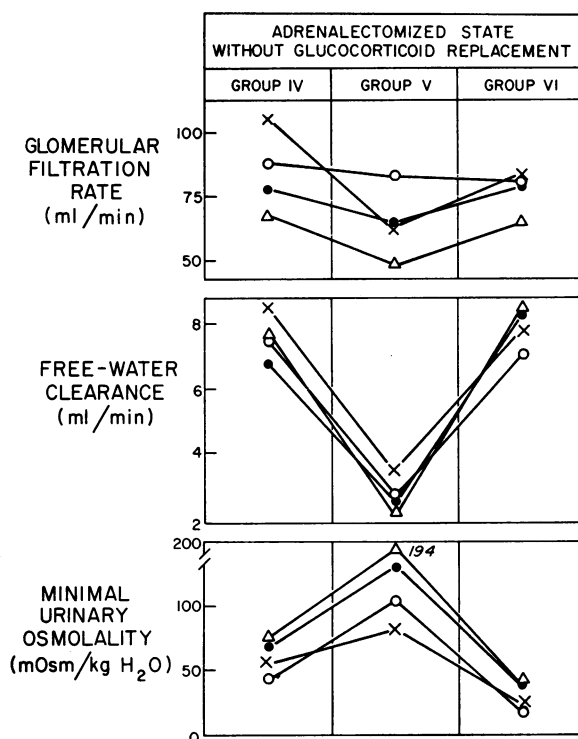 ADRENALECTOMIZED STATE
WITHOUT GLUCOCORTICOID REPLACEMENT
GROUP IV GROUP V GROUP VI
GLOMERULAR
FILTRATION
RATE
(ml/min)
100
75
50
FREE-WATER
CLEARANCE
(ml/min)
8
6
4
2
MINIMAL
URINARY
OSMOLALITY
(mOsm/kg H₂O)
200
100
50
0
194